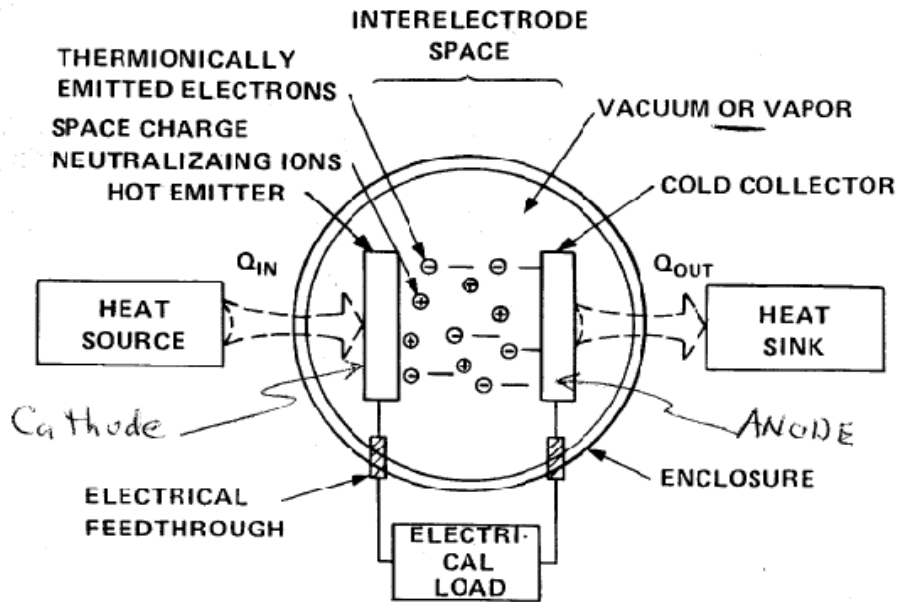 INTERELECTRODE
SPACE
THERMIONICALLY
EMITTED ELECTRONS
SPACE CHARGE
NEUTRALIZAING IONS
HOT EMITTER
VACUUM OR VAPOR
COLD COLLECTOR
QIN
QOUT
HEAT
SOURCE
HEAT
SINK
Cathode
ANODE
ENCLOSURE
ELECTRICAL
FEEDTHROUGH
ELECTRI-
CAL
LOAD